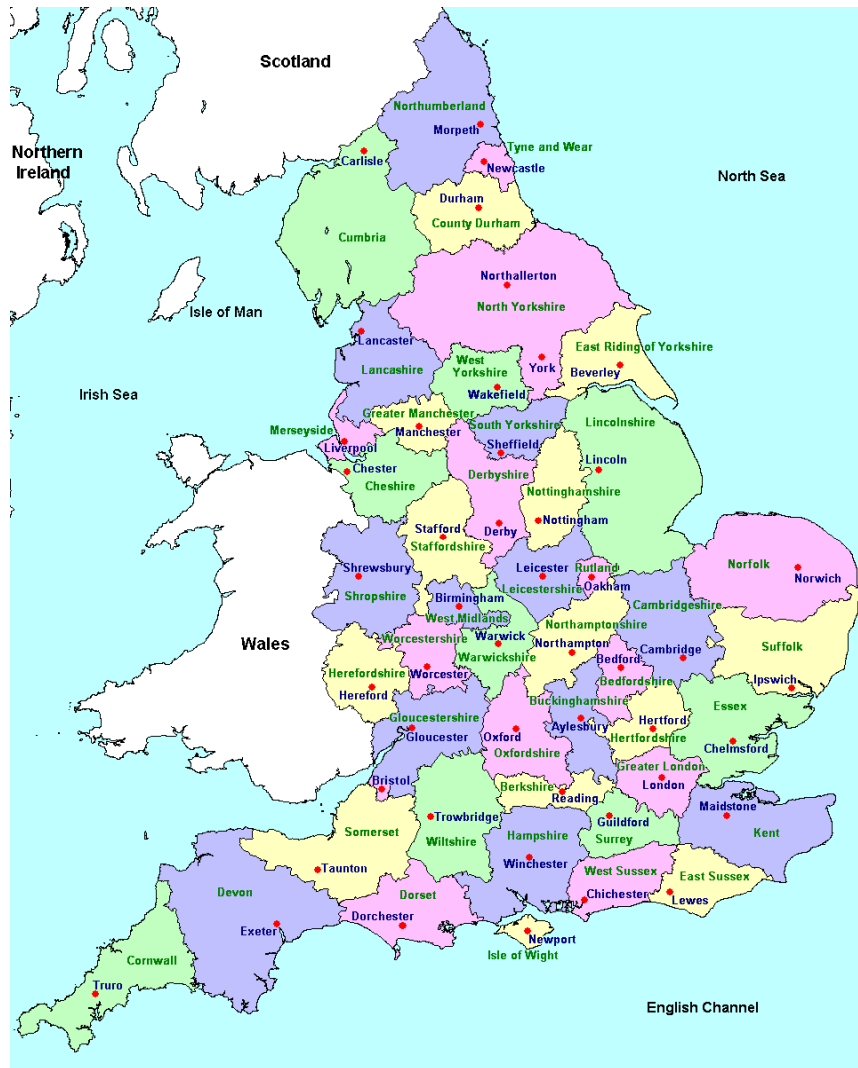 Scotland
Northumberland
Morpeth
Tyne and Wear
Northern
Ireland
Carlisle
Newcastle
North Sea
Durham
County Durham
Cumbria
Northallerton
North Yorkshire
Isle of Man
Lancaster
East Riding of Yorkshire
West
Yorkshire
York
Lancashire
Beverley
Irish Sea
Wakefield
Greater Manchester
Merseyside
South Yorkshire
Lincolnshire
Manchester
Liverpool
Sheffield
Chester
Derbyshire
Lincoln
Cheshire
Nottinghamshire
Stafford
Derby
Nottingham
Staffordshire
Shrewsbury
Leicester
Rutland
Norfolk
Norwich
Shropshire
Leicestershire
Oakham
Birmingham
Cambridgeshire
West Midlands
Northamptonshire
Wales
Worcestershire
Warwick
Northampton
Suffolk
Cambridge
Warwickshire
Bedford
Herefordshire
Worcester
Bedfordshire
Ipswich
Hereford
Buckinghamshire
Essex
Gloucestershire
Hertford
Aylesbury
Gloucester
Oxford
Hertfordshire
Chelmsford
Oxfordshire
Greater London
Bristol
Berkshire
London
Reading
Maidstone
Trowbridge
Guildford
Somerset
Hampshire
Kent
Wiltshire
Surrey
Winchester
Taunton
West Sussex
East Sussex
Devon
Dorset
Chichester
Lewes
Dorchester
Exeter
Newport
Isle of Wight
Cornwall
Truro
English Channel